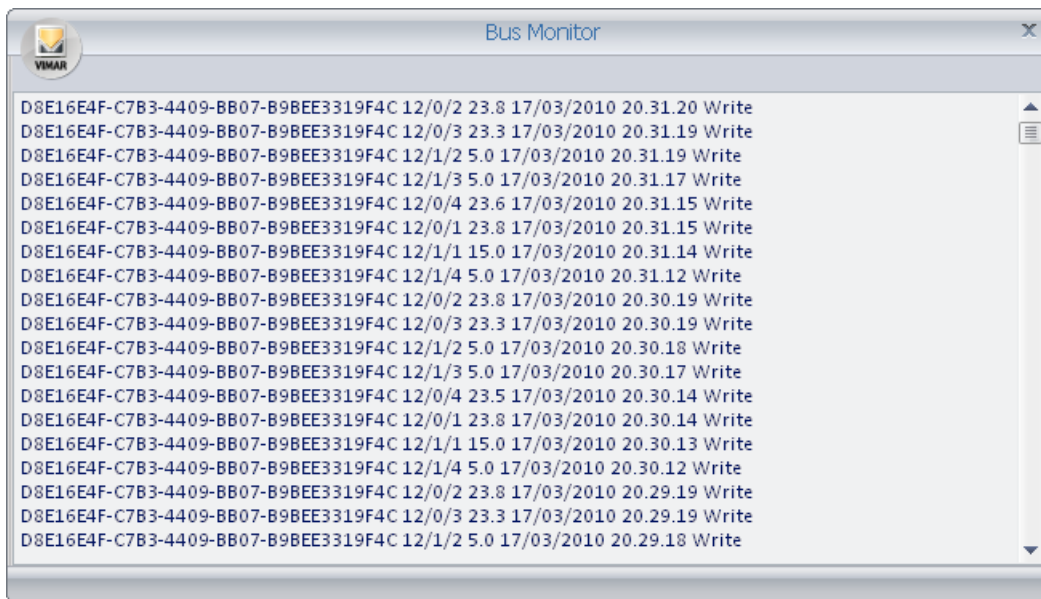 Bus Monitor
VIMAR
D8E16E4F-C7B3-4409-BB07-B9BEE3319F4C 12/0/2 23.8 17/03/2010 20.31.20 Write
D8E16E4F-C7B3-4409-BB07-B9BEE3319F4C 12/0/3 23.3 17/03/2010 20.31.19 Write
D8E16E4F-C7B3-4409-BB07-B9BEE3319F4C 12/1/2 5.0 17/03/2010 20.31.19 Write
D8E16E4F-C7B3-4409-BB07-B9BEE3319F4C 12/1/3 5.0 17/03/2010 20.31.17 Write
D8E16E4F-C7B3-4409-BB07-B9BEE3319F4C 12/0/4 23.6 17/03/2010 20.31.15 Write
D8E16E4F-C7B3-4409-BB07-B9BEE3319F4C 12/0/1 23.8 17/03/2010 20.31.15 Write
D8E16E4F-C7B3-4409-BB07-B9BEE3319F4C 12/1/1 15.0 17/03/2010 20.31.14 Write
D8E16E4F-C7B3-4409-BB07-B9BEE3319F4C 12/1/4 5.0 17/03/2010 20.31.12 Write
D8E16E4F-C7B3-4409-BB07-B9BEE3319F4C 12/0/2 23.8 17/03/2010 20.30.19 Write
D8E16E4F-C7B3-4409-BB07-B9BEE3319F4C 12/0/3 23.3 17/03/2010 20.30.19 Write
D8E16E4F-C7B3-4409-BB07-B9BEE3319F4C 12/1/2 5.0 17/03/2010 20.30.18 Write
D8E16E4F-C7B3-4409-BB07-B9BEE3319F4C 12/1/3 5.0 17/03/2010 20.30.17 Write
D8E16E4F-C7B3-4409-BB07-B9BEE3319F4C 12/0/4 23.5 17/03/2010 20.30.14 Write
D8E16E4F-C7B3-4409-BB07-B9BEE3319F4C 12/0/1 23.8 17/03/2010 20.30.14 Write
D8E16E4F-C7B3-4409-BB07-B9BEE3319F4C 12/1/1 15.0 17/03/2010 20.30.13 Write
D8E16E4F-C7B3-4409-BB07-B9BEE3319F4C 12/1/4 5.0 17/03/2010 20.30.12 Write
D8E16E4F-C7B3-4409-BB07-B9BEE3319F4C 12/0/2 23.8 17/03/2010 20.29.19 Write
D8E16E4F-C7B3-4409-BB07-B9BEE3319F4C 12/0/3 23.3 17/03/2010 20.29.19 Write
D8E16E4F-C7B3-4409-BB07-B9BEE3319F4C 12/1/2 5.0 17/03/2010 20.29.18 Write